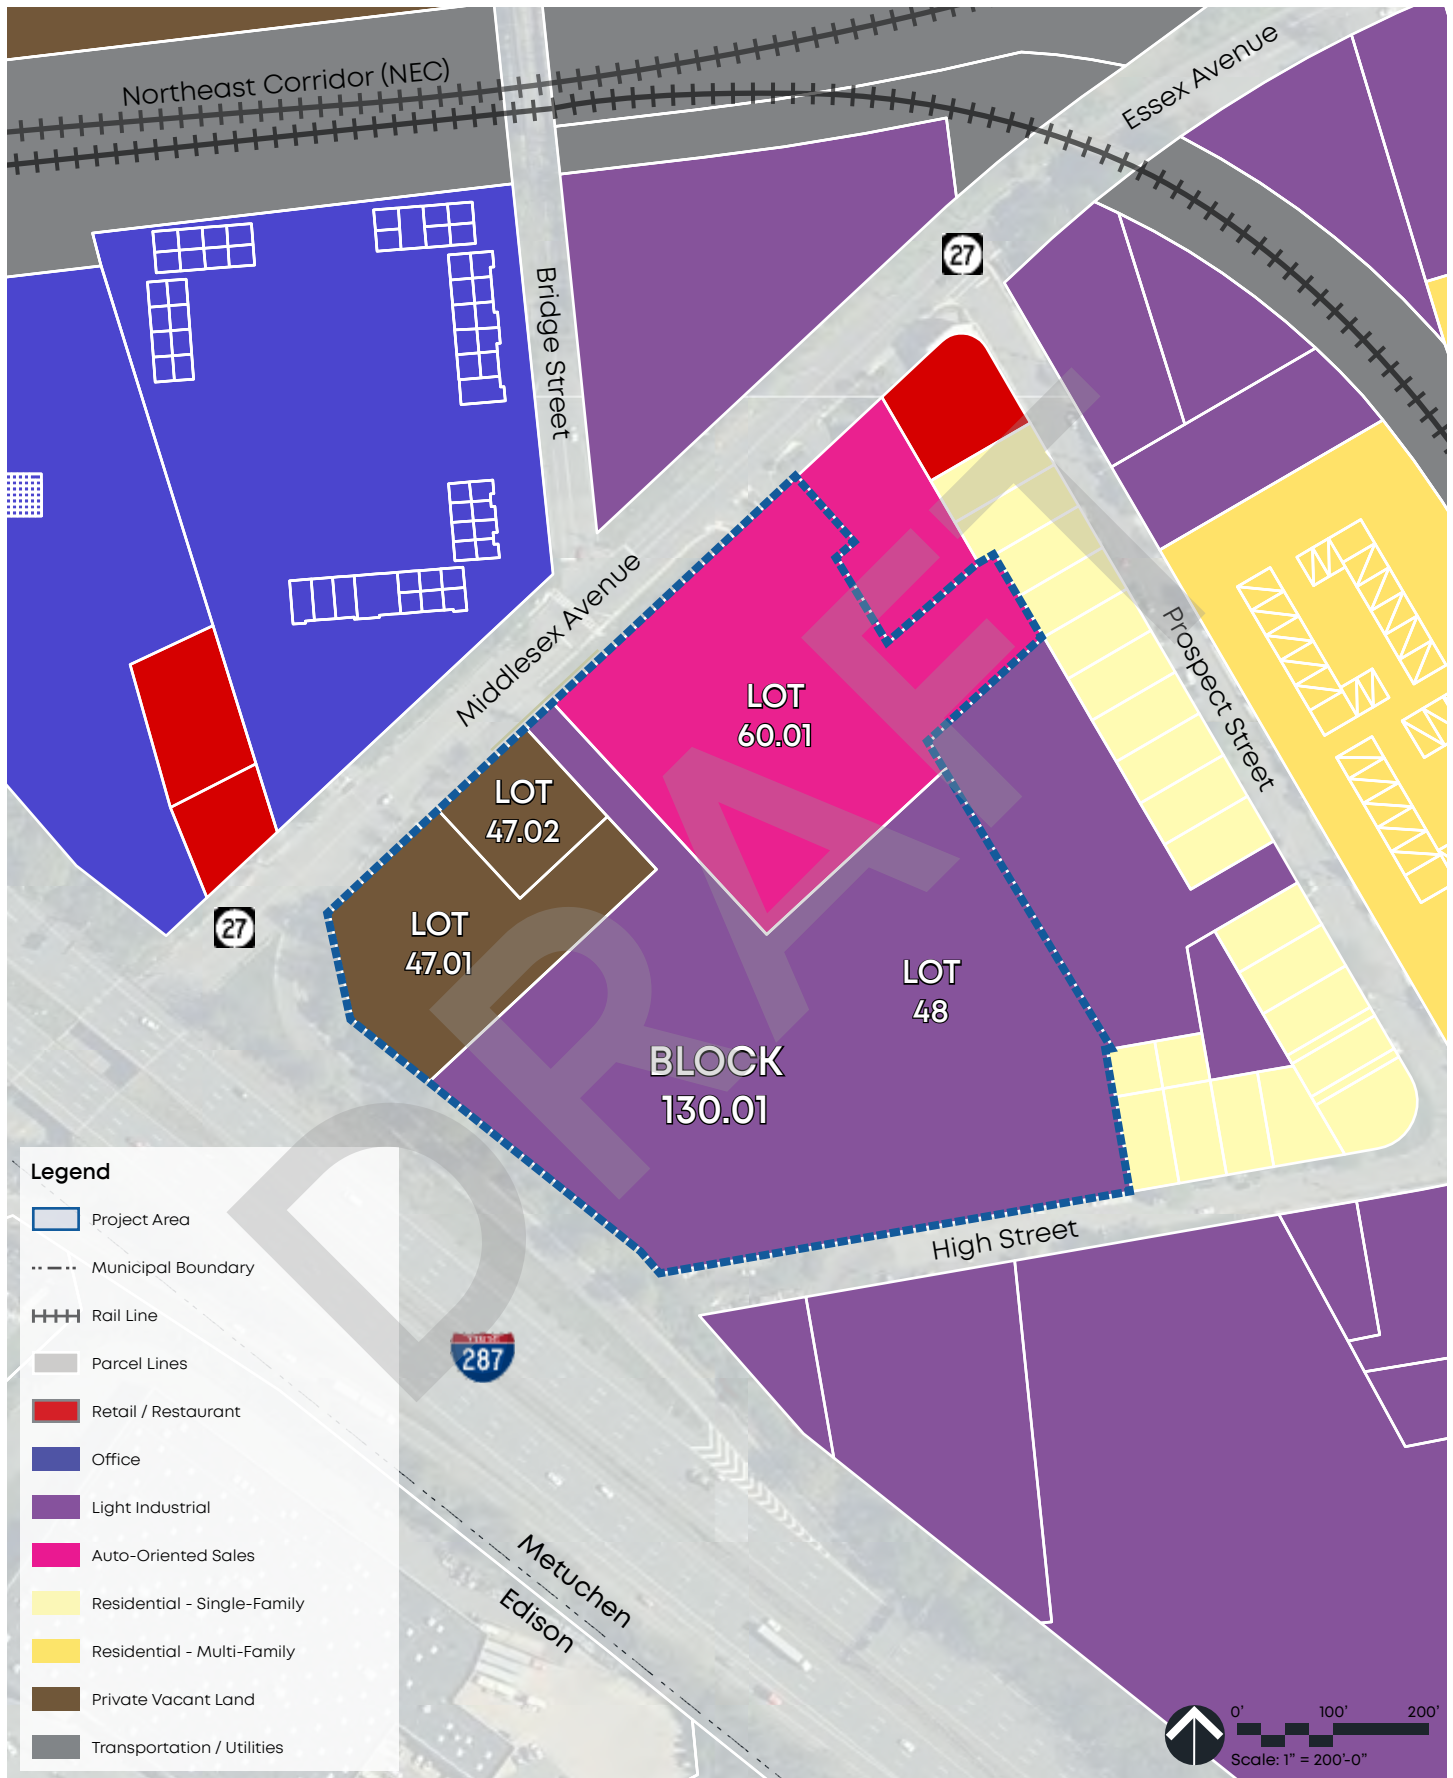 Northeast Corridor (NEC)
Essex Avenue
27
Bridge Street
Middlesex Avenue
Prospect Street
LOT
60.01
LOT
47.02
LOT
47.01
27
LOT
48
BLOCK
130.01
High Street
287
Metuchen
Edison
DRAFT
Legend
Project Area
Municipal Boundary
Rail Line
Parcel Lines
Retail / Restaurant
Office
Light Industrial
Auto-Oriented Sales
Residential - Single-Family
Residential - Multi-Family
Private Vacant Land
Transportation / Utilities
0' 100' 200'
Scale: 1" = 200'-0"